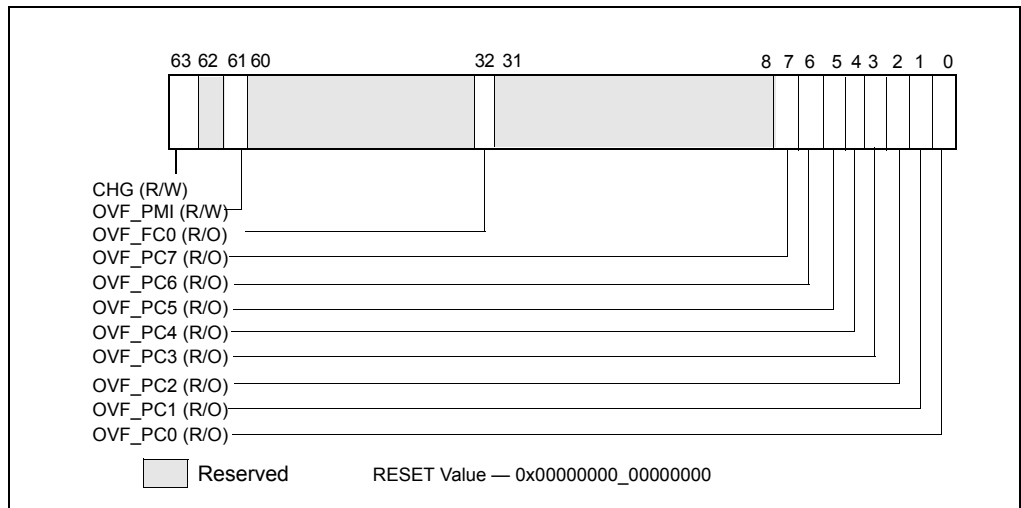 63 62 61 60 32 31 8 7 6 5 4 3 2 1 0
CHG (R/W)
OVF_PMI (R/W)
OVF_FC0 (R/O)
OVF_PC7 (R/O)
OVF_PC6 (R/O)
OVF_PC5 (R/O)
OVF_PC4 (R/O)
OVF_PC3 (R/O)
OVF_PC2 (R/O)
OVF_PC1 (R/O)
OVF_PC0 (R/O)
Reserved RESET Value — 0x00000000_00000000